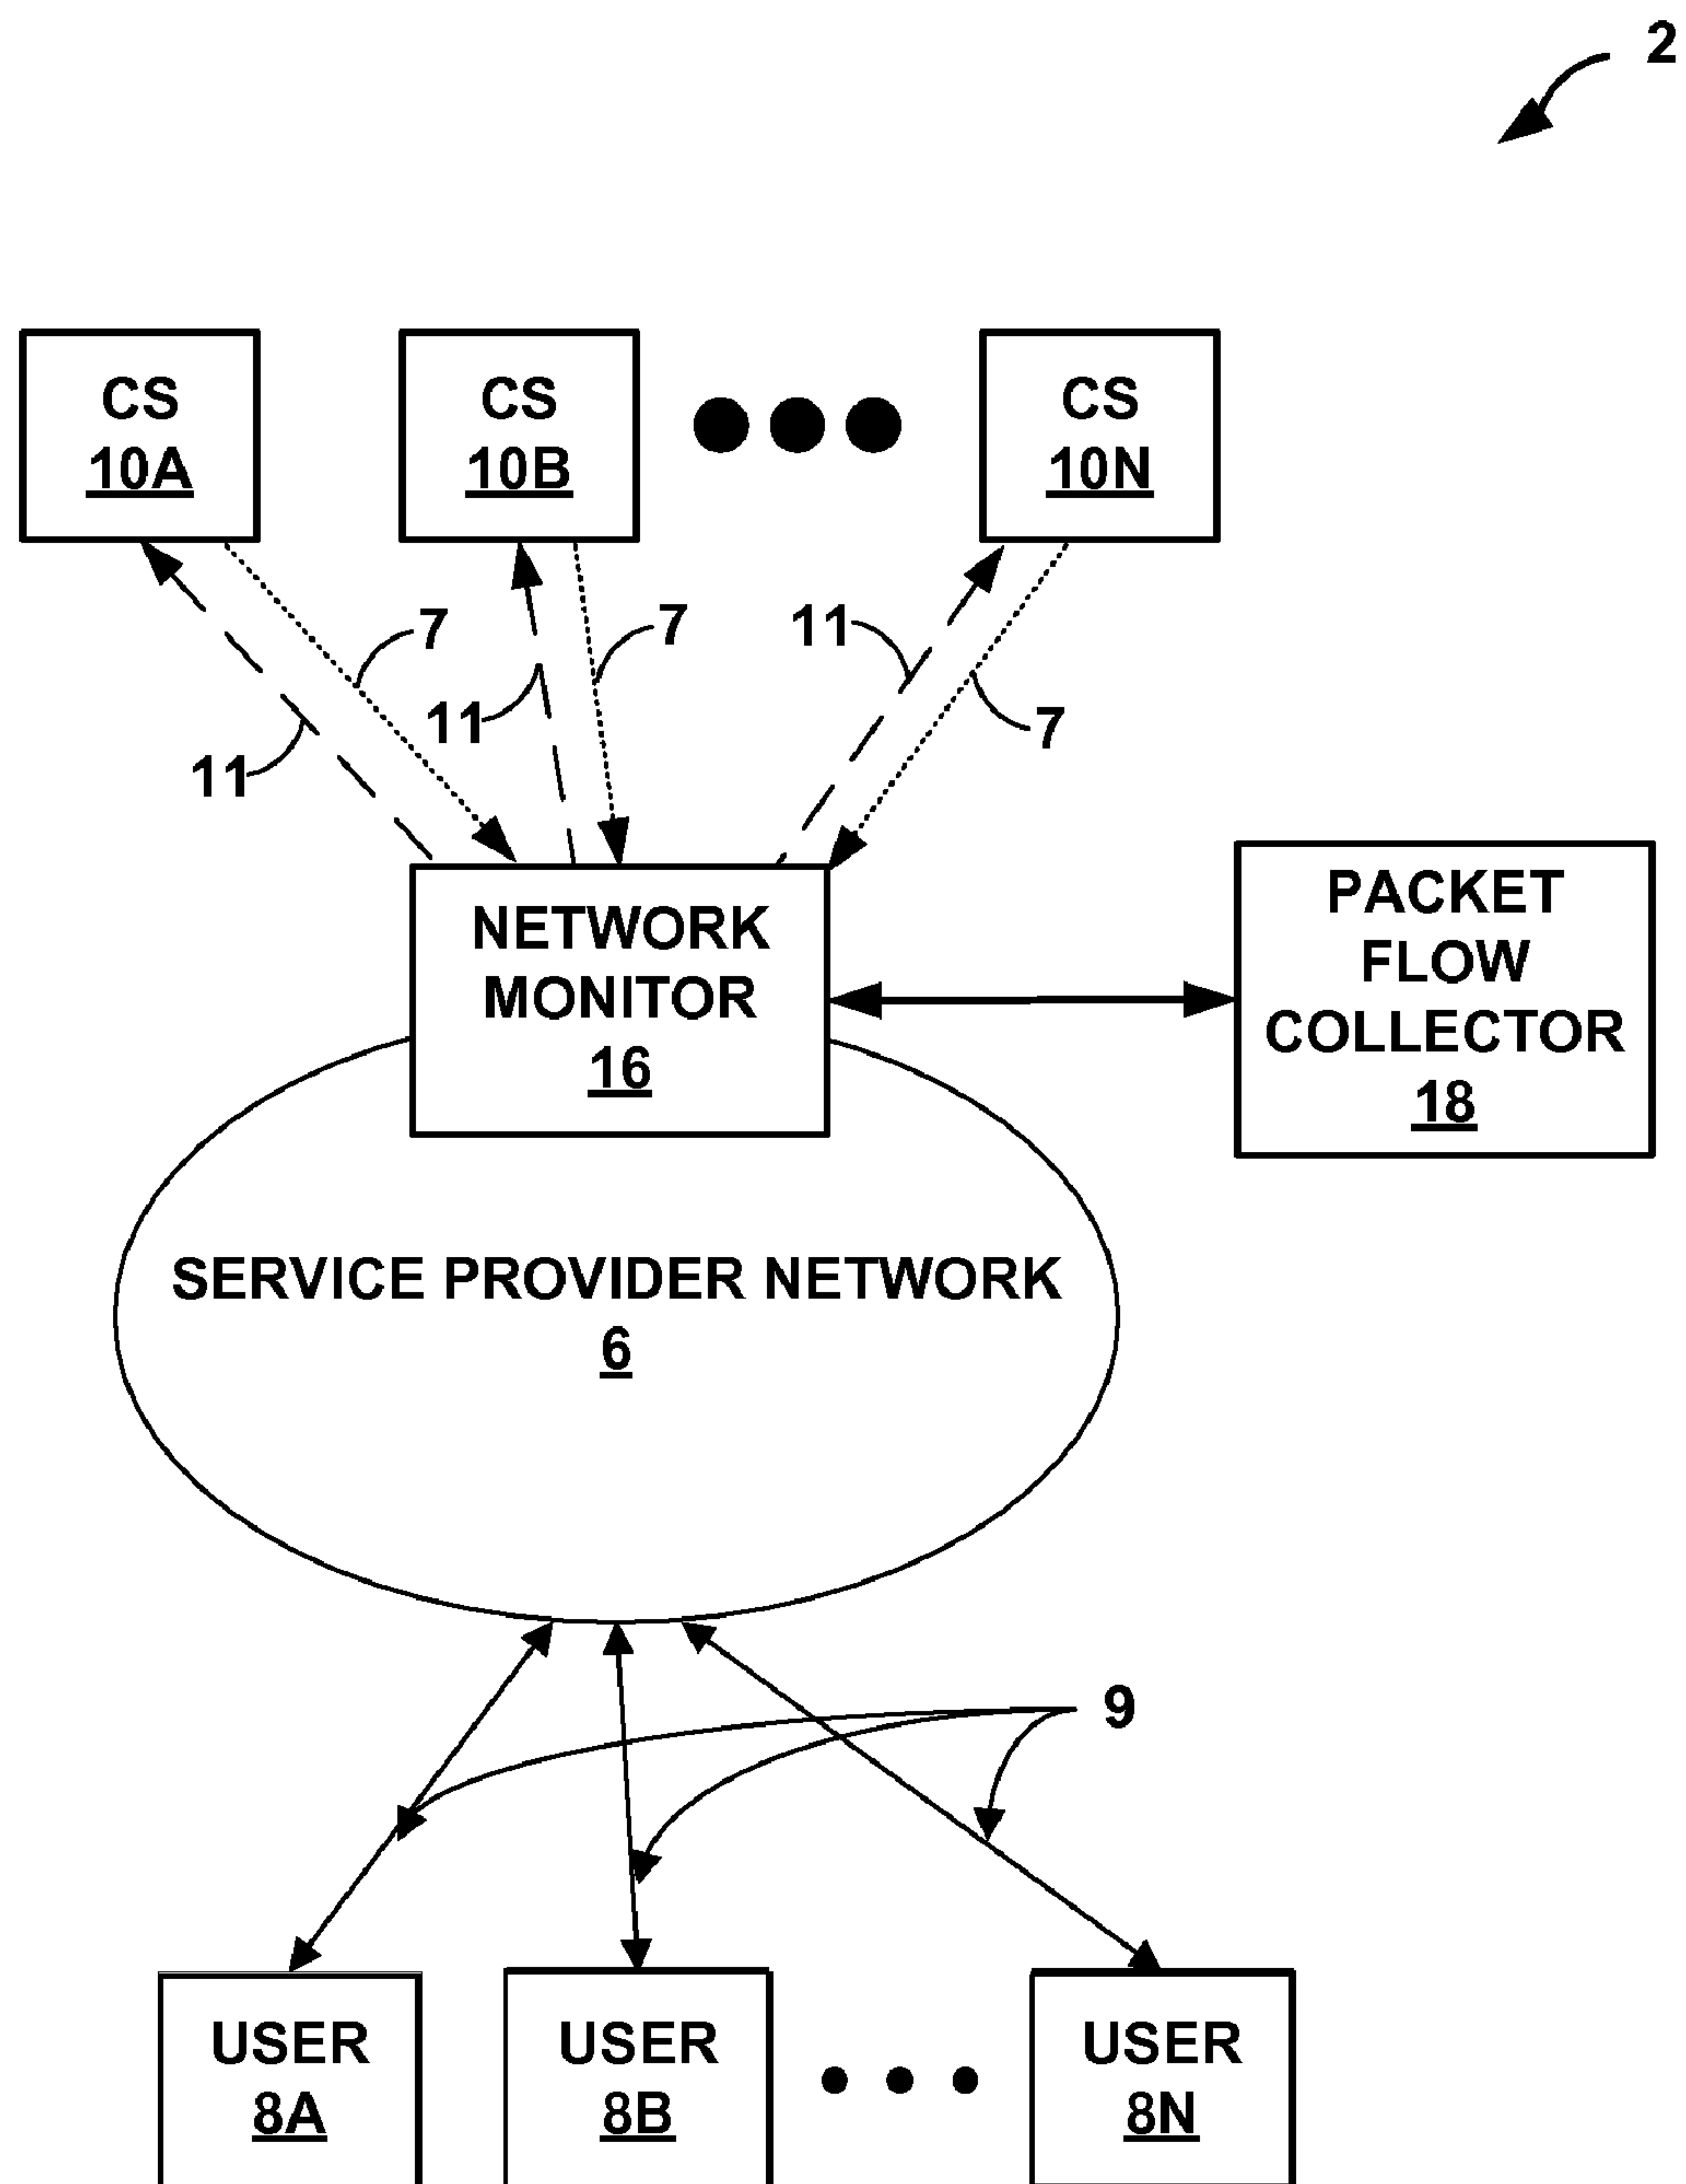 2
CS
10A
CS
10B
CS
10N
7
7
11
11
7
11
NETWORK
MONITOR
16
PACKET
FLOW
COLLECTOR
18
SERVICE PROVIDER NETWORK
6
9
USER
8A
USER
8B
USER
8N